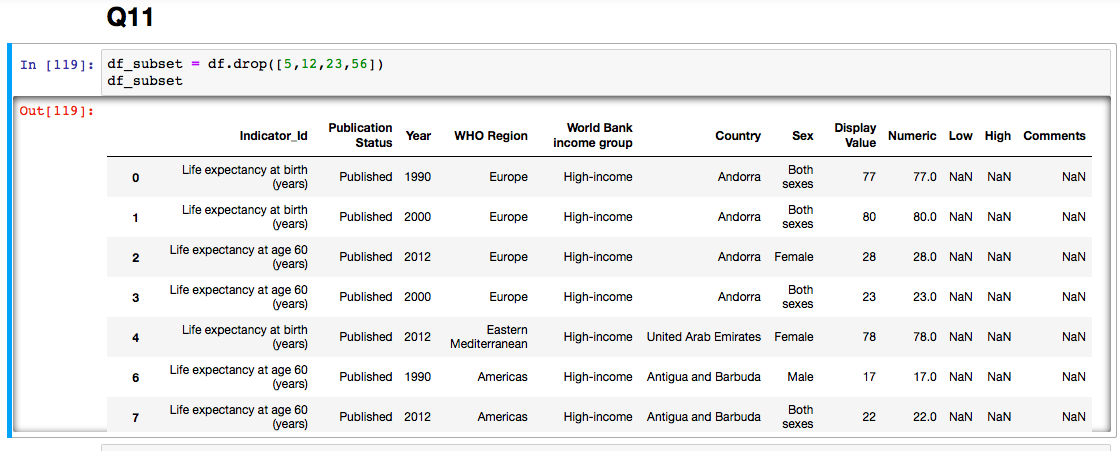 Q11
In [119]: df_subset = df.drop([5,12,23,56])
df_subset
Out[119]:
Indicator_Id Publication Status Year WHO Region World Bank income group Country Sex Display Value Numeric Low High Comments
0 Life expectancy at birth (years) Published 1990 Europe High-income Andorra Both sexes 77 77.0 NaN NaN NaN
1 Life expectancy at birth (years) Published 2000 Europe High-income Andorra Both sexes 80 80.0 NaN NaN NaN
2 Life expectancy at age 60 (years) Published 2012 Europe High-income Andorra Female 28 28.0 NaN NaN NaN
3 Life expectancy at age 60 (years) Published 2000 Europe High-income Andorra Both sexes 23 23.0 NaN NaN NaN
4 Life expectancy at birth (years) Published 2012 Eastern Mediterranean High-income United Arab Emirates Female 78 78.0 NaN NaN NaN
6 Life expectancy at age 60 (years) Published 1990 Americas High-income Antigua and Barbuda Male 17 17.0 NaN NaN NaN
7 Life expectancy at age 60 (years) Published 2012 Americas High-income Antigua and Barbuda Both sexes 22 22.0 NaN NaN NaN